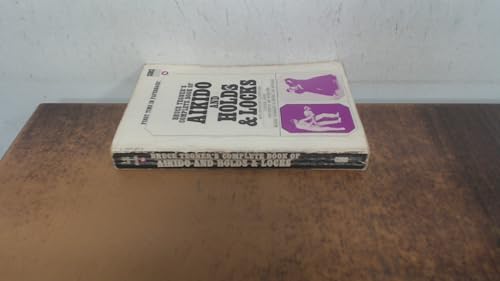 FIRST TIME IN PAPERBACK!
BRUCE TEGNER'S
COMPLETE BOOK OF
AIKIDO
AND
HOLDS
& LOCKS
BRUCE TEGNER'S COMPLETE BOOK OF
AIKIDO AND HOLDS & LOCKS